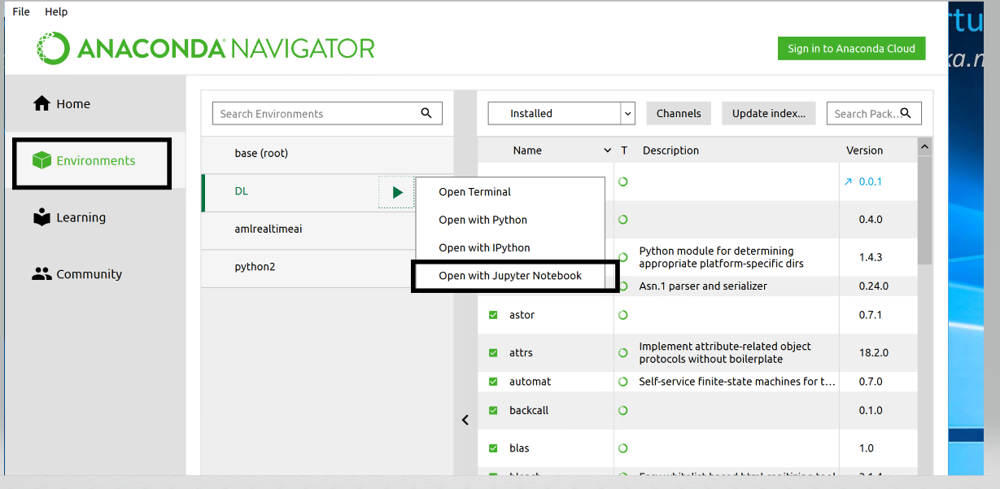 File Help
ANACONDA NAVIGATOR
Sign in to Anaconda Cloud
Home
Environments
Learning
Community
Search Environments
base (root)
DL
amlrealtimeai
python2
Open Terminal
Open with Python
Open with IPython
Open with Jupyter Notebook
Installed
Channels
Update index...
Search Pack...
Name T Description Version
0.0.1
0.4.0
Python module for determining
appropriate platform-specific dirs
1.4.3
Asn.1 parser and serializer 0.24.0
astor 0.7.1
attrs
Implement attribute-related object
protocols without boilerplate
18.2.0
automat Self-service finite-state machines for t... 0.7.0
backcall 0.1.0
blas 1.0